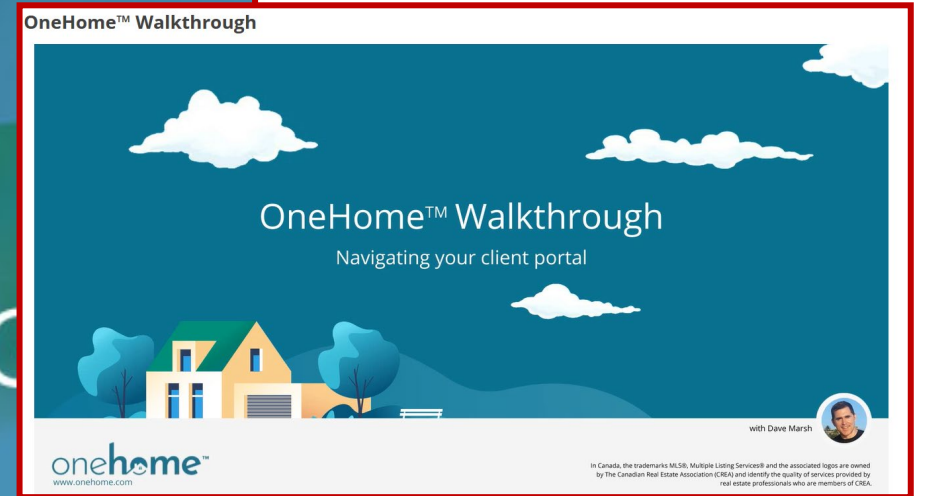 OneHome™ Walkthrough
OneHome™ Walkthrough
Navigating your client portal
with Dave Marsh
onehome™
www.onehome.com
In Canada, the trademarks MLS®, Multiple Listing Services® and the associated logos are owned
by The Canadian Real Estate Association (CREA) and identify the quality of services provided by
real estate professionals who are members of CREA.